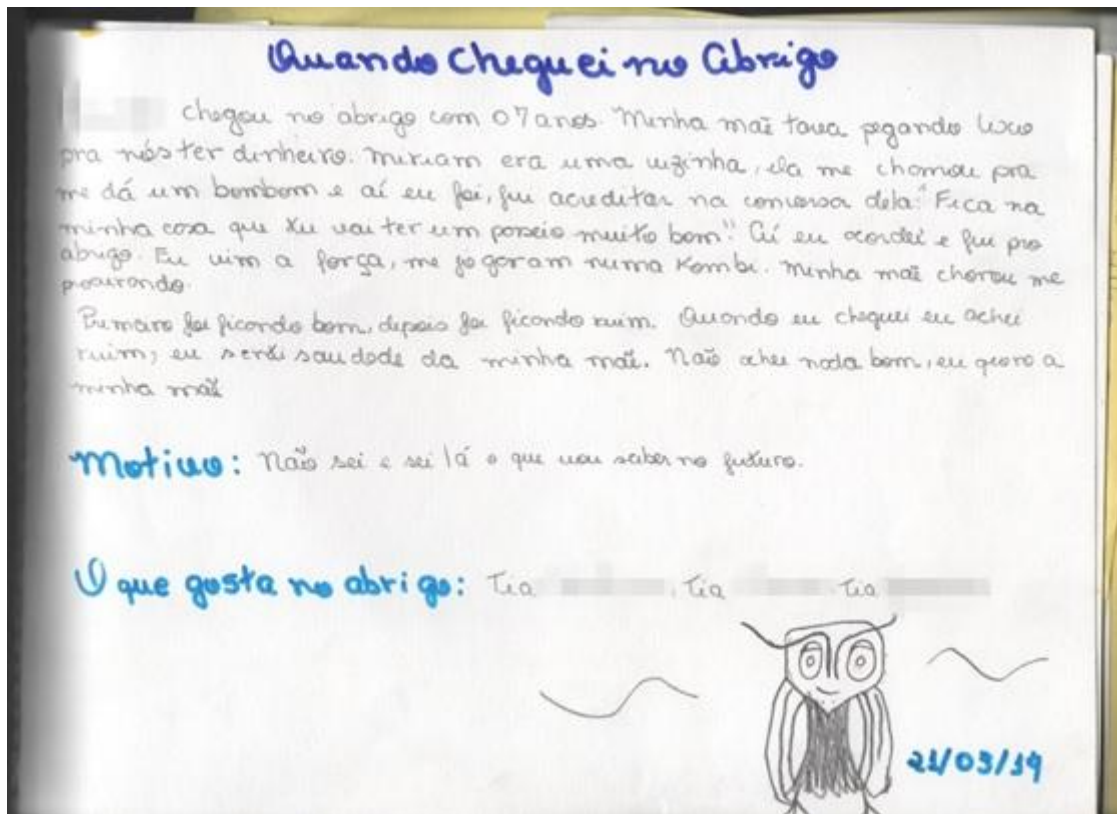 Quando cheguei no Abrigo
chegou no abrigo com 07 anos. Minha mãe tava pegando lixo
pra nós ter dinheiro. Miriam era uma vizinha, ela me chamou pra
me dá um bombom e aí eu foi, fui acreditar na conversa dela: "Fica na
minha casa que Xu vai ter um passeio muito bom". Aí eu acordei e fui pro
abrigo. Eu vim a força, me jogaram numa Kombi. Minha mãe chorou me
procurando.
Primeiro foi ficando bom, depois foi ficando ruim. Quando eu cheguei eu achei
ruim, eu senti saudade da minha mãe. Não achei nada bom, eu quero a
minha mãe
Motivo: Não sei e sei lá o que vou saber no futuro.
O que gosta no abrigo: Tia , Tia , Tia
21/03/19